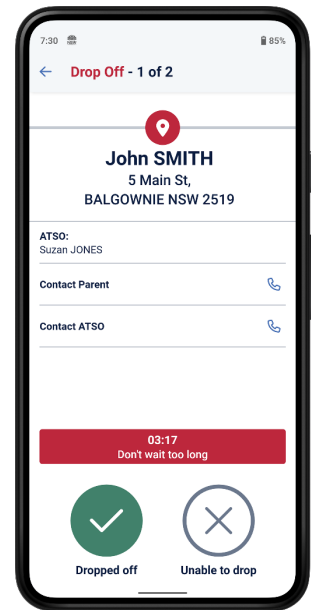 7:30 NSW 85%
Drop Off - 1 of 2
John SMITH
5 Main St,
BALGOWNIE NSW 2519
ATSO:
Suzan JONES
Contact Parent
Contact ATSO
03:17
Don't wait too long
Dropped off Unable to drop